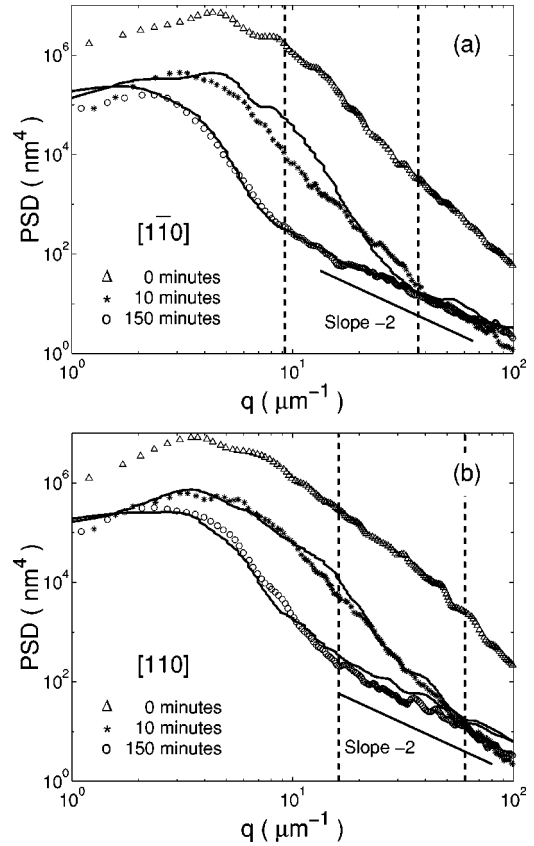 (a)
10⁶
10⁴
10²
10⁰
PSD ( nm⁴ )
[11̅0]
△ 0 minutes
* 10 minutes
○ 150 minutes
Slope −2
10⁰ 10¹ 10²
q ( μm⁻¹ )
(b)
10⁶
10⁴
10²
10⁰
PSD ( nm⁴ )
[110]
△ 0 minutes
* 10 minutes
○ 150 minutes
Slope −2
10⁰ 10¹ 10²
q ( μm⁻¹ )